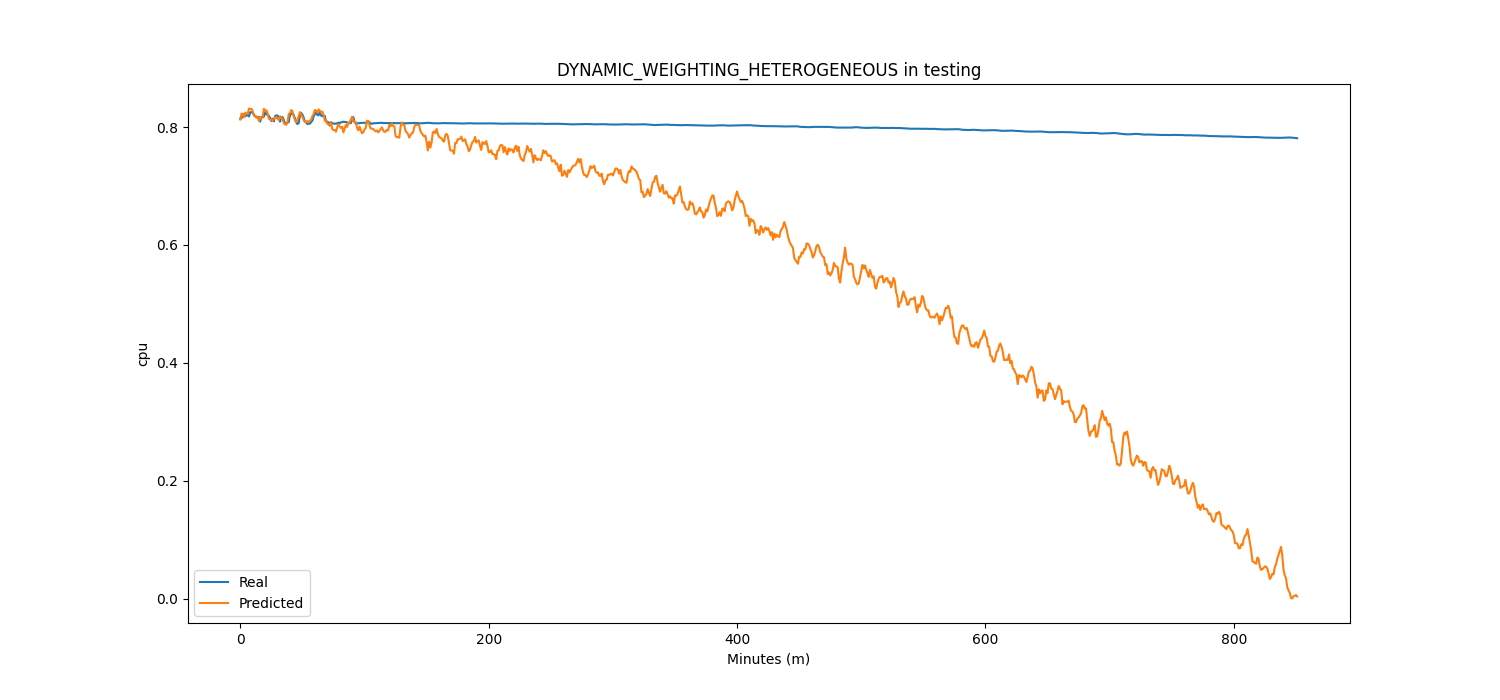 DYNAMIC_WEIGHTING_HETEROGENEOUS in testing
0.8
0.6
0.4
0.2
0.0
cpu
Real
Predicted
0 200 400 600 800
Minutes (m)